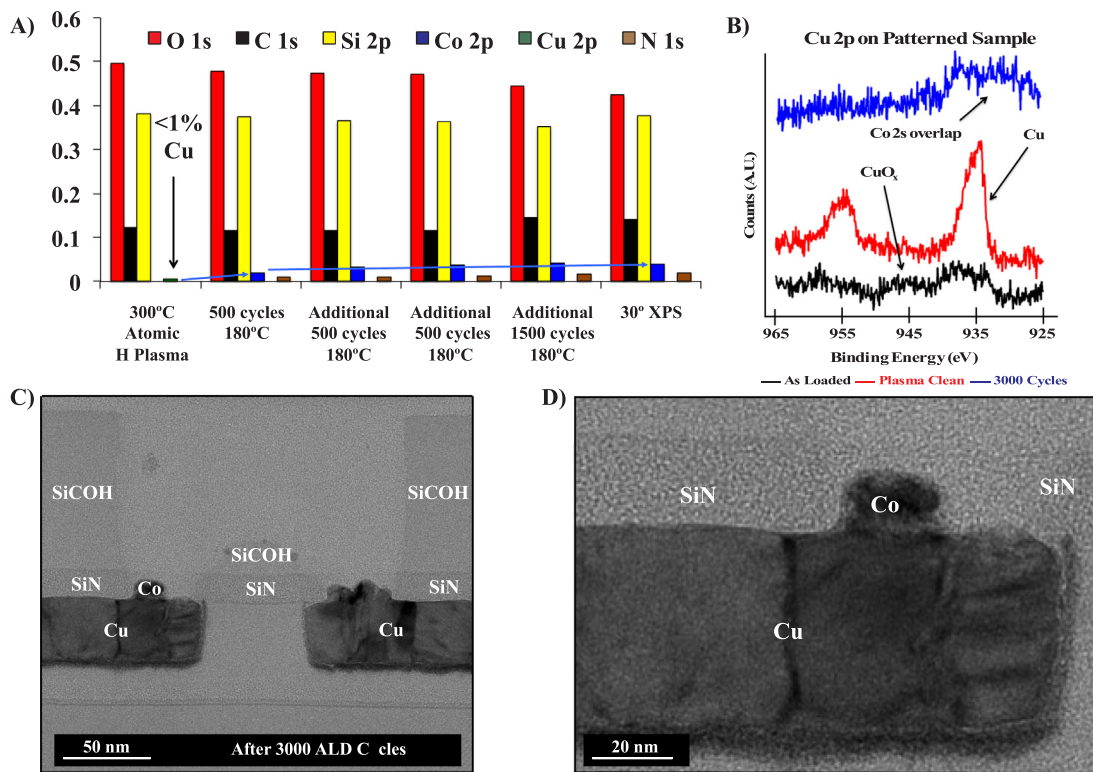 A)
0.6
0.5
0.4
0.3
0.2
0.1
0
O 1s C 1s Si 2p Co 2p Cu 2p N 1s
<1%
Cu
300ºC
Atomic
H Plasma
500 cycles
180ºC
Additional
500 cycles
180ºC
Additional
500 cycles
180ºC
Additional
1500 cycles
180ºC
30º XPS
B)
Cu 2p on Patterned Sample
Co 2s overlap
Cu
CuOx
Counts (A.U.)
965 955 945 935 925
Binding Energy (eV)
As Loaded Plasma Clean 3000 Cycles
C)
SiCOH
SiCOH
SiCOH
SiN
Co
SiN
SiN
Cu
Cu
50 nm
After 3000 ALD C cles
D)
SiN
SiN
Co
Cu
20 nm